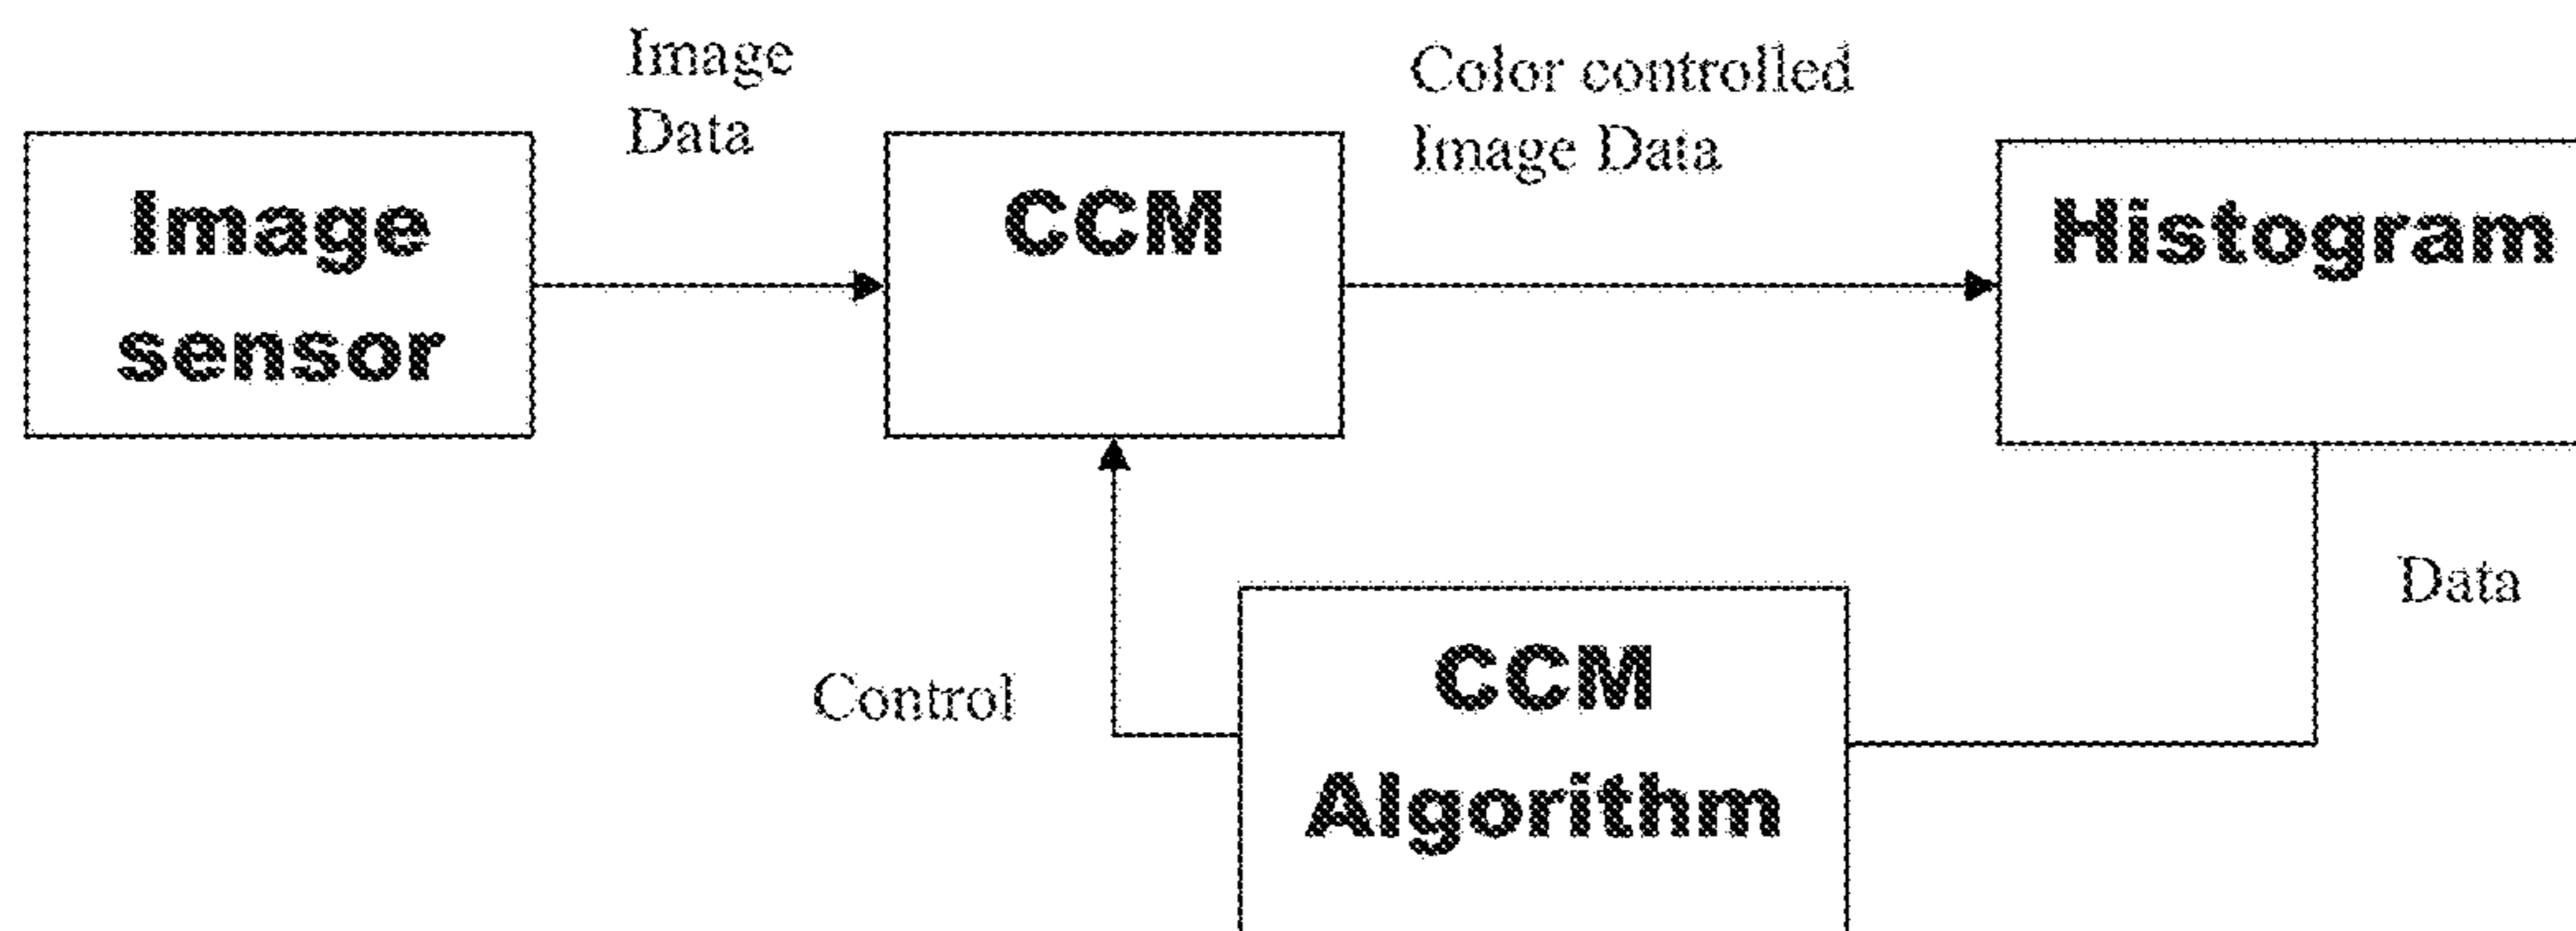 Image
Data
Color controlled
Image Data
Image
sensor
CCM
Histogram
Data
Control
CCM
Algorithm